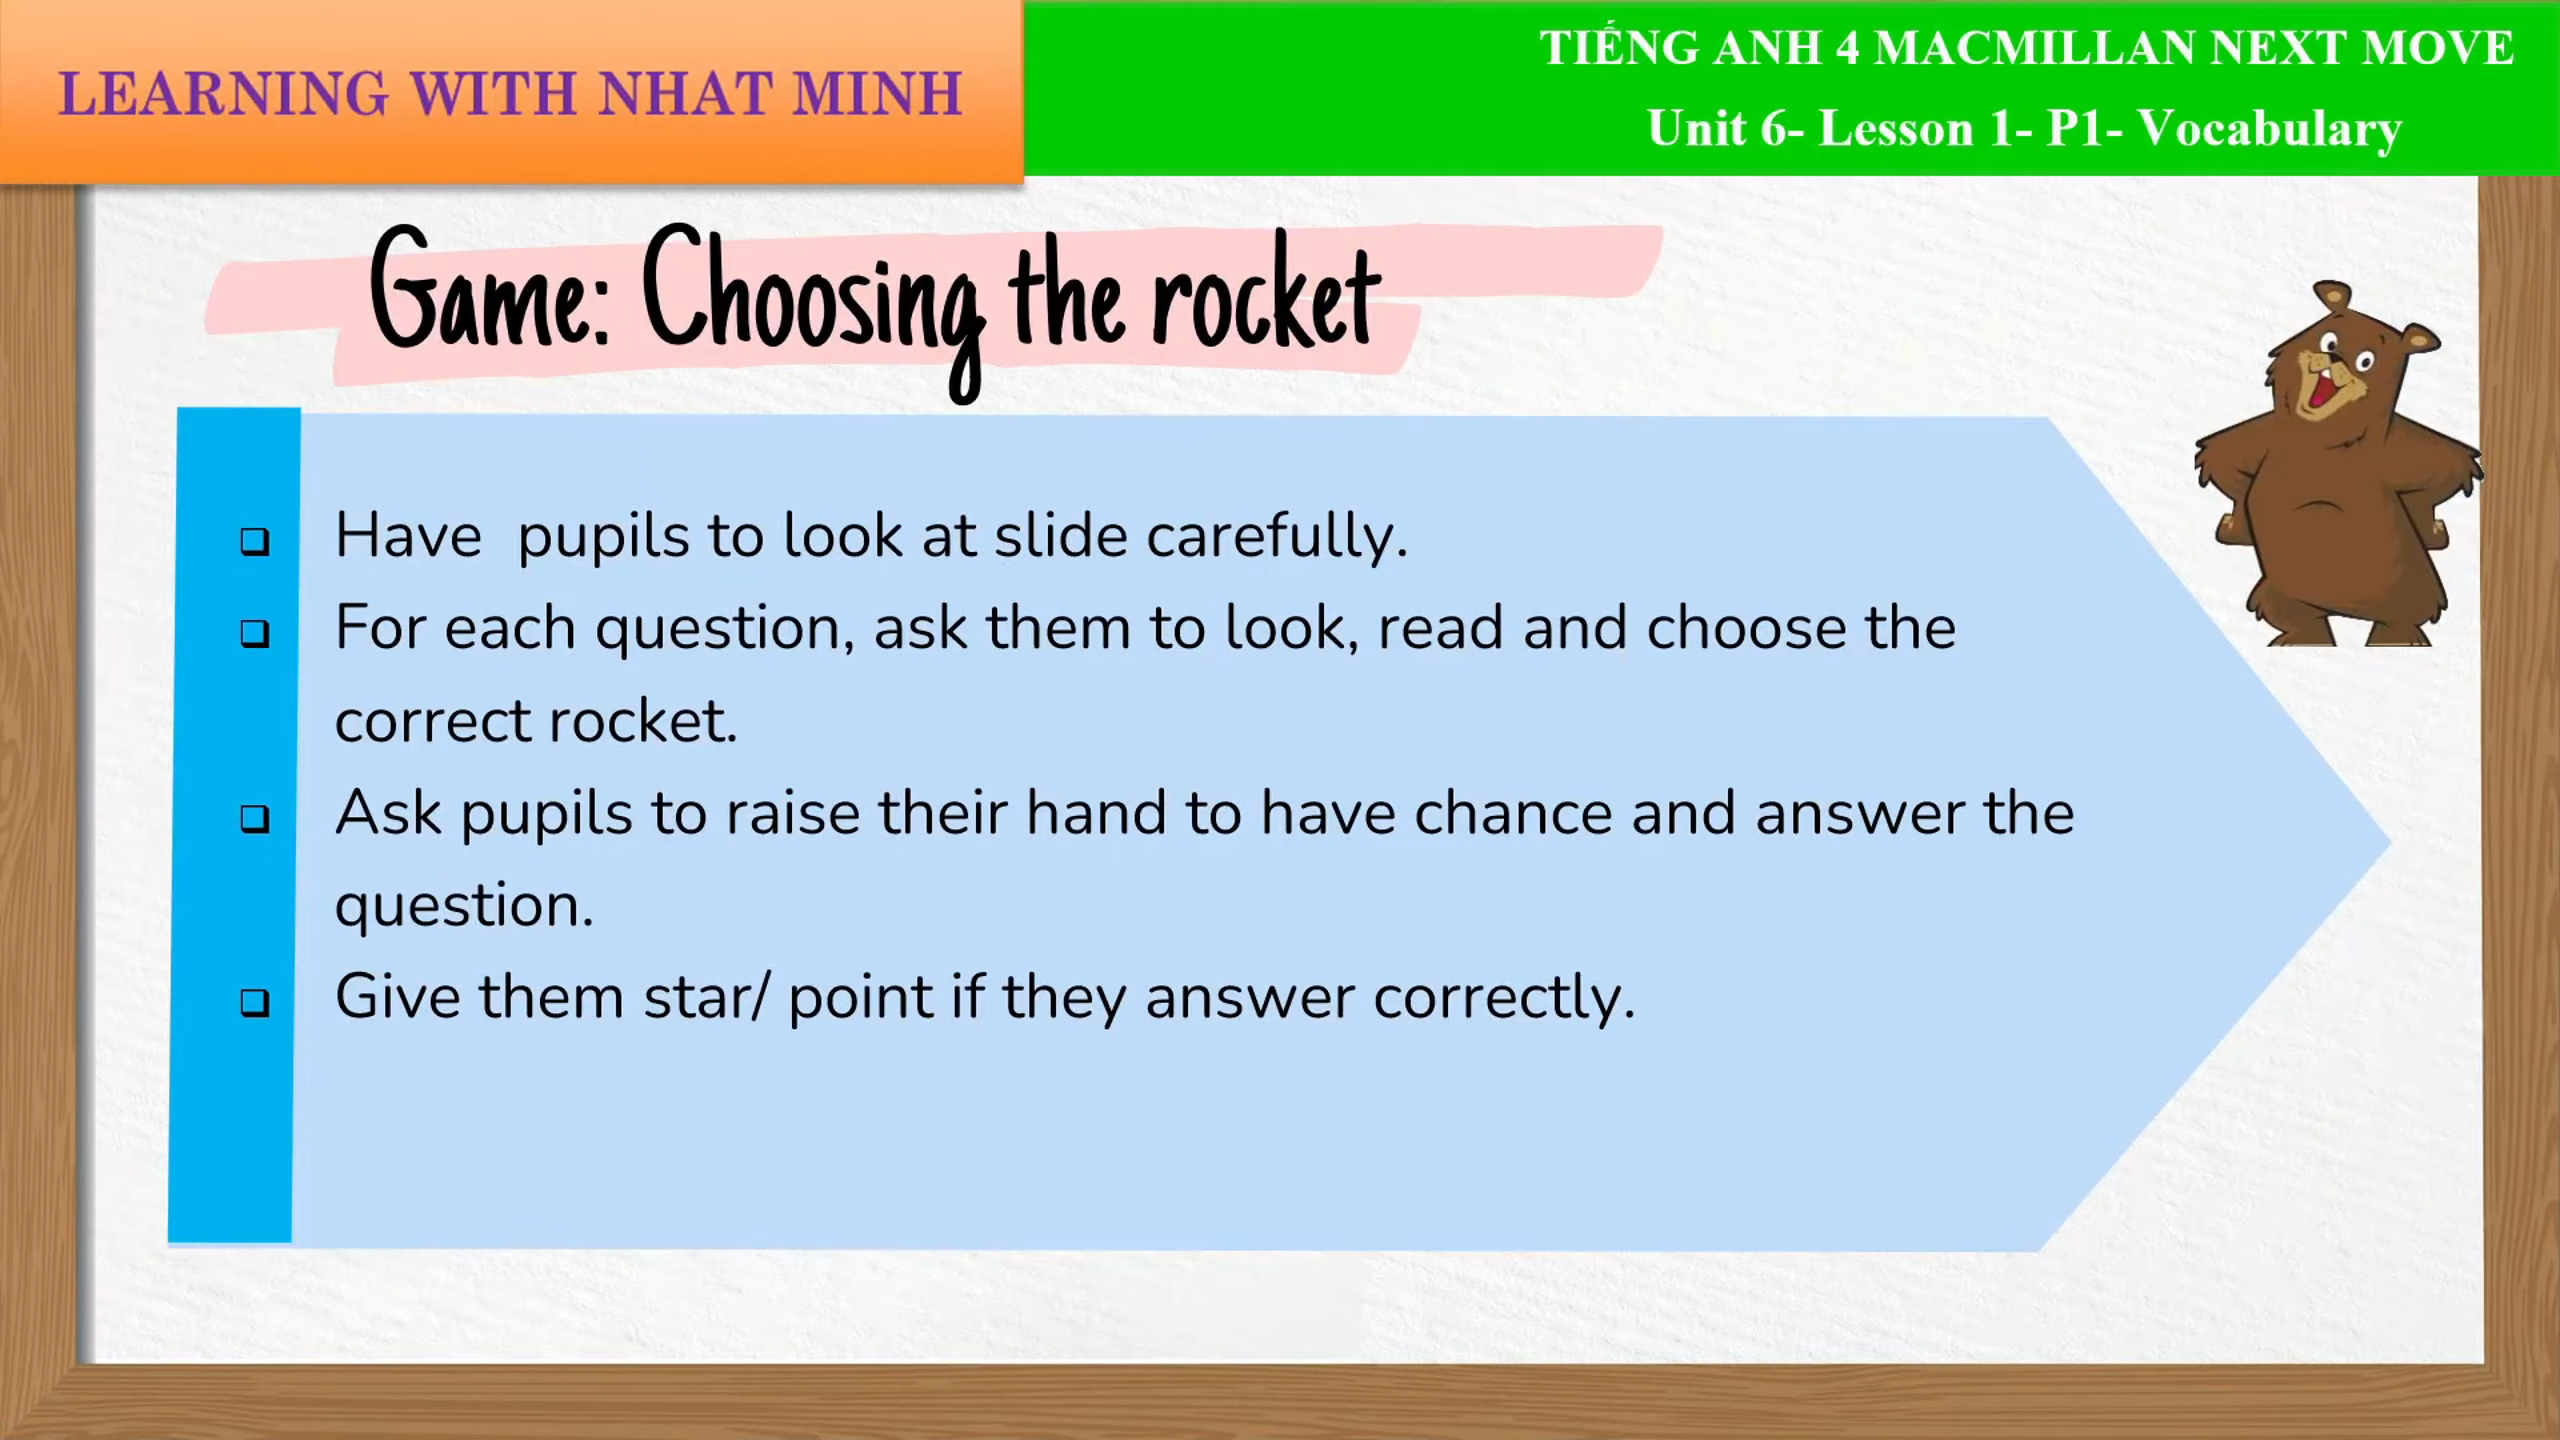 LEARNING WITH NHAT MINH
TIẾNG ANH 4 MACMILLAN NEXT MOVE
Unit 6- Lesson 1- P1- Vocabulary
Game: Choosing the rocket
❑ Have  pupils to look at slide carefully.
❑ For each question, ask them to look, read and choose the
correct rocket.
❑ Ask pupils to raise their hand to have chance and answer the
question.
❑ Give them star/ point if they answer correctly.